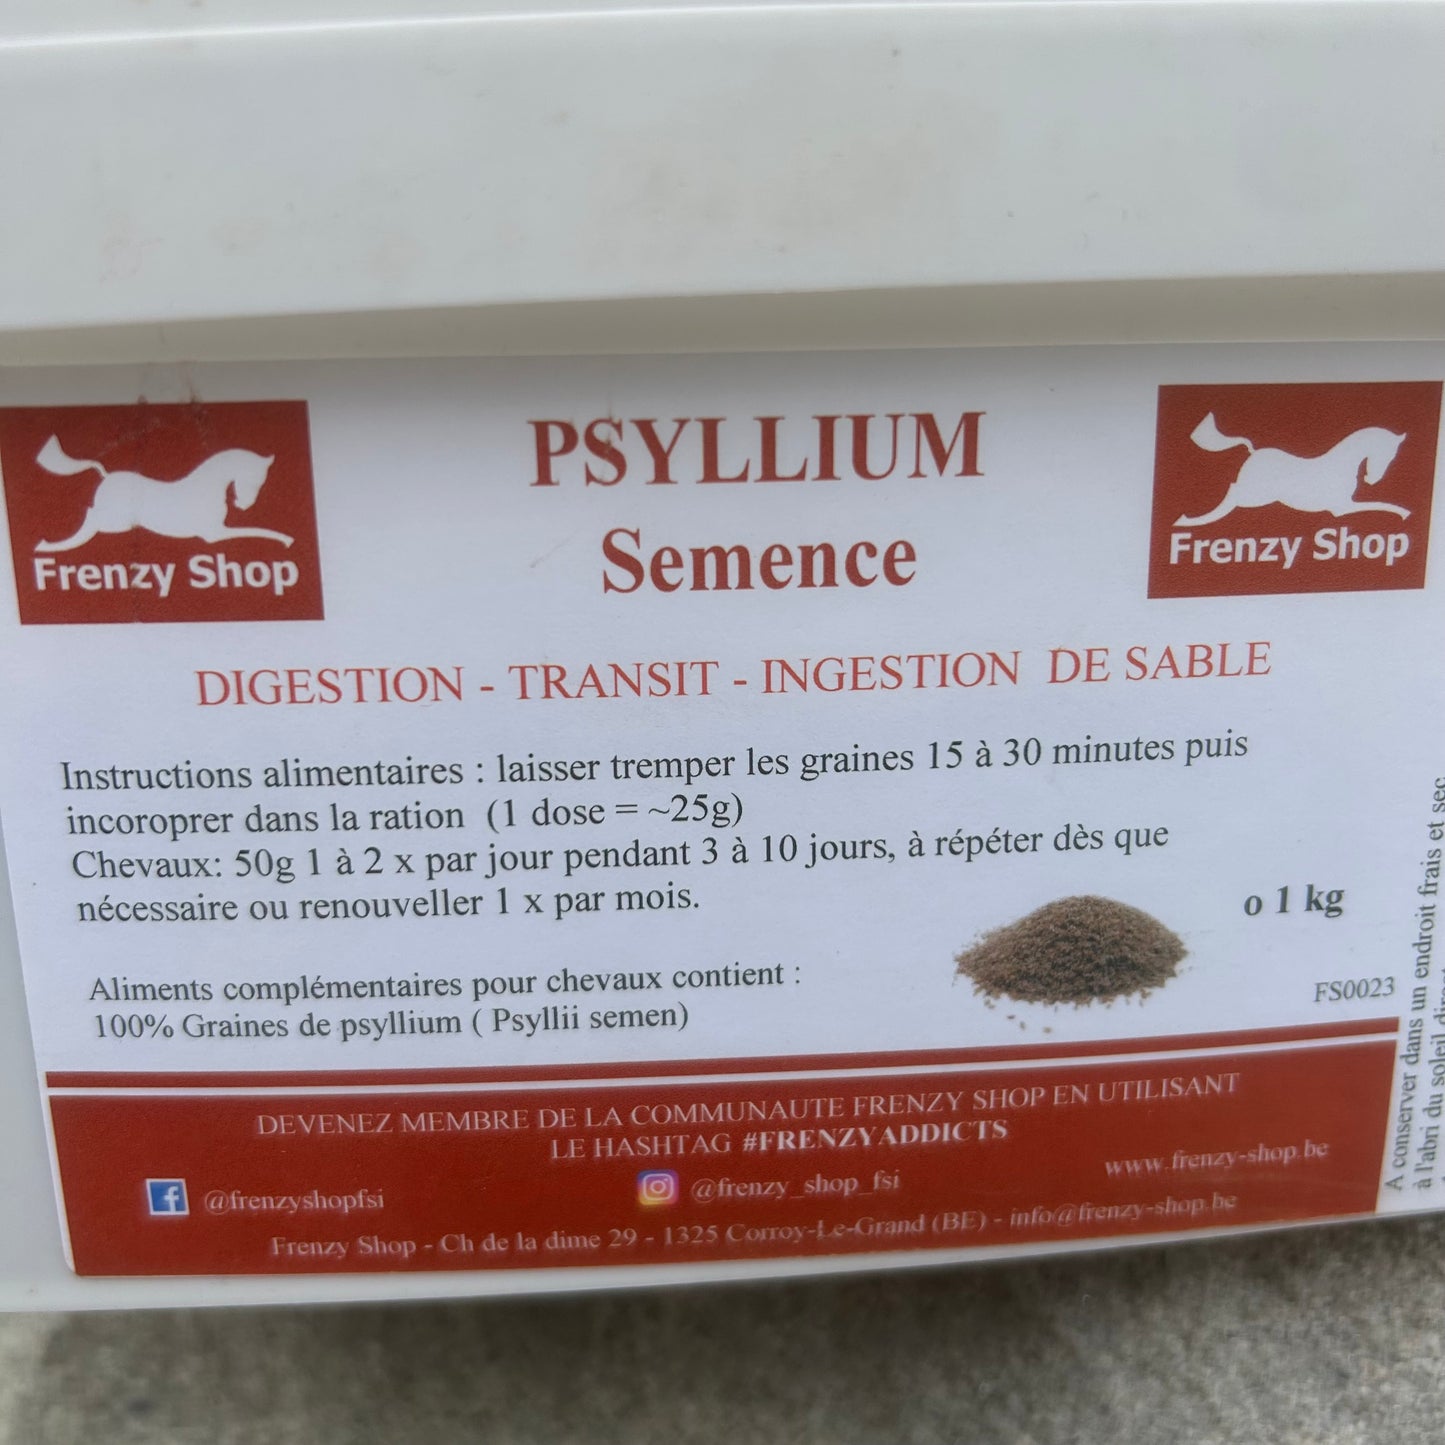 Frenzy Shop
PSYLLIUM
Semence
Frenzy Shop
DIGESTION - TRANSIT - INGESTION DE SABLE
Instructions alimentaires : laisser tremper les graines 15 à 30 minutes puis
incoroprer dans la ration (1 dose = ~25g)
Chevaux: 50g 1 à 2 x par jour pendant 3 à 10 jours, à répéter dès que
nécessaire ou renouveller 1 x par mois.
o 1 kg
Aliments complémentaires pour chevaux contient :
100% Graines de psyllium ( Psyllii semen)
FS0023
A conserver dans un endroit frais et sec
à l'abri du soleil
DEVENEZ MEMBRE DE LA COMMUNAUTE FRENZY SHOP EN UTILISANT
LE HASHTAG #FRENZYADDICTS
@frenzyshopfsi
@frenzy_shop_fsi
www.frenzy-shop.be
Frenzy Shop - Ch de la dime 29 - 1325 Corroy-Le-Grand (BE) - info@frenzy-shop.be